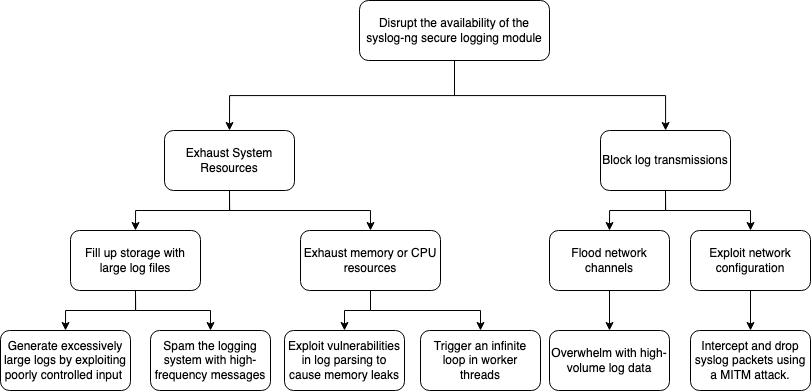 Disrupt the availability of the
syslog-ng secure logging module
Exhaust System
Resources
Block log transmissions
Fill up storage with
large log files
Exhaust memory or CPU
resources
Flood network
channels
Exploit network
configuration
Generate excessively
large logs by exploiting
poorly controlled input
Spam the logging
system with high-
frequency messages
Exploit vulnerabilities
in log parsing to
cause memory leaks
Trigger an infinite
loop in worker
threads
Overwhelm with high-
volume log data
Intercept and drop
syslog packets using
a MITM attack.